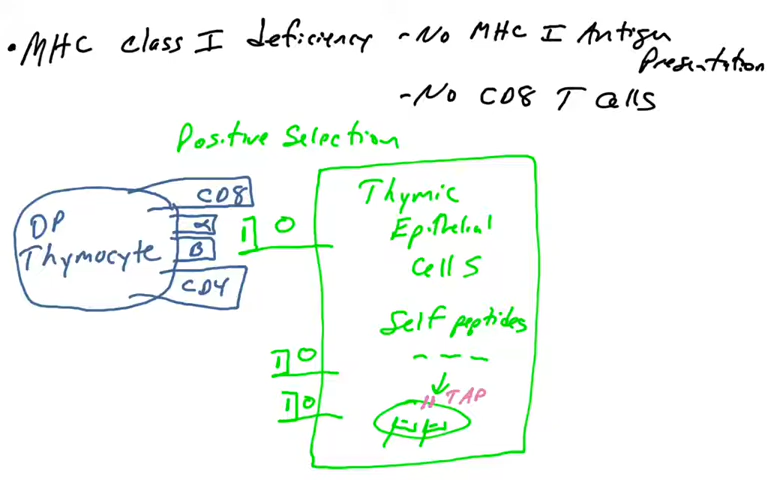 • MHC Class I deficiency - No MHC I Antigen
Presentation
- No CD8 T Cells
Positive Selection
DP
Thymocyte
CD8
α
B
CD4
Thymic
Epithelial
Cells
Self peptides
TAP